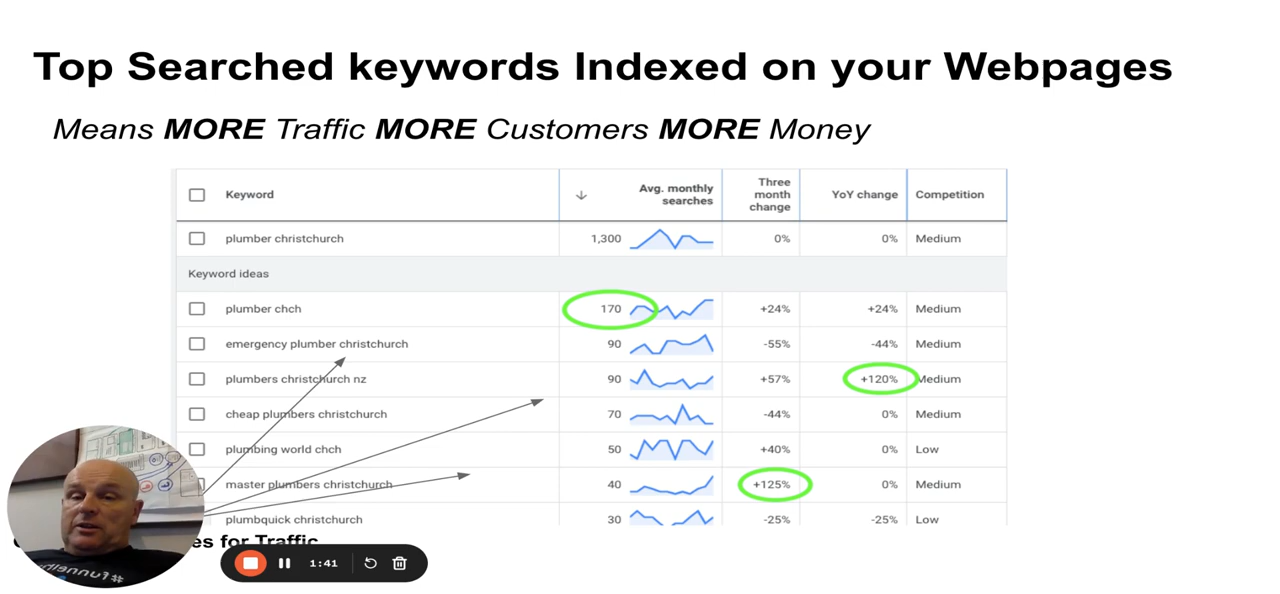 Top Searched keywords Indexed on your Webpages
Means MORE Traffic MORE Customers MORE Money
Keyword Avg. monthly searches Three month change YoY change Competition
plumber christchurch 1,300 0% 0% Medium
Keyword ideas
plumber chch 170 +24% +24% Medium
emergency plumber christchurch 90 -55% -44% Medium
plumbers christchurch nz 90 +57% +120% Medium
cheap plumbers christchurch 70 -44% 0% Medium
plumbing world chch 50 +40% 0% Low
master plumbers christchurch 40 +125% 0% Medium
plumbquick christchurch 30 -25% -25% Low
for Traffic
1:41